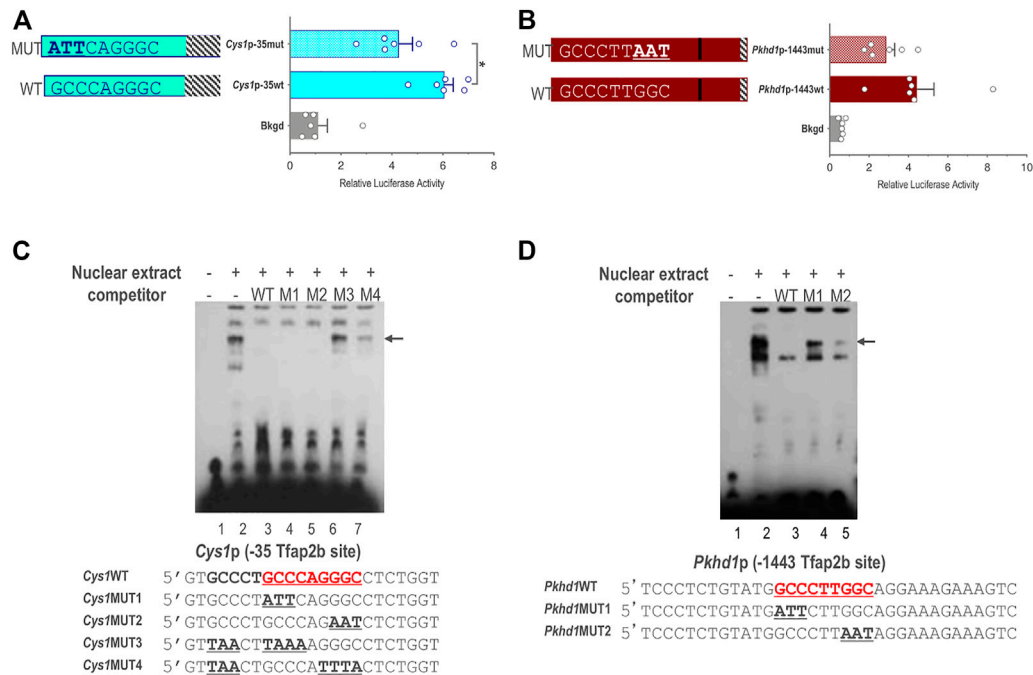 A
MUT ATTCAGGGC
WT GCCCAGGGC
Cys1p-35mut
Cys1p-35wt
Bkgd
*
0 2 4 6 8
Relative Luciferase Activity
B
MUT GCCCTTAAT
WT GCCCTTGGC
Pkhd1p-1443mut
Pkhd1p-1443wt
Bkgd
0 2 4 6 8 10
Relative Luciferase Activity
C
Nuclear extract - + + + + + +
competitor - - WT M1 M2 M3 M4
1 2 3 4 5 6 7
Cys1p (-35 Tfap2b site)
Cys1WT 5'GTGCCCTGCCCAGGGCCTCTGGT
Cys1MUT1 GTGCCCTATTCAGGGCCTCTGGT
Cys1MUT2 GTGCCCTGCCCAGAATCTCTGGT
Cys1MUT3 5'GTTAACTTAAAAGGGCCTCTGGT
Cys1MUT4 5'GTTAACTGCCCATTTACTCTGGT
D
Nuclear extract - + + + +
competitor - - WT M1 M2
1 2 3 4 5
Pkhd1p (-1443 Tfap2b site)
Pkhd1WT 5'TCCCTCTGTATGGCCCTTGGCAGGAAAGAAAGTC
Pkhd1MUT1 5'TCCCTCTGTATGATTCTTGGCAGGAAAGAAAGTC
Pkhd1MUT2 5'TCCCTCTGTATGGCCCTTAATAGGAAAGAAAGTC